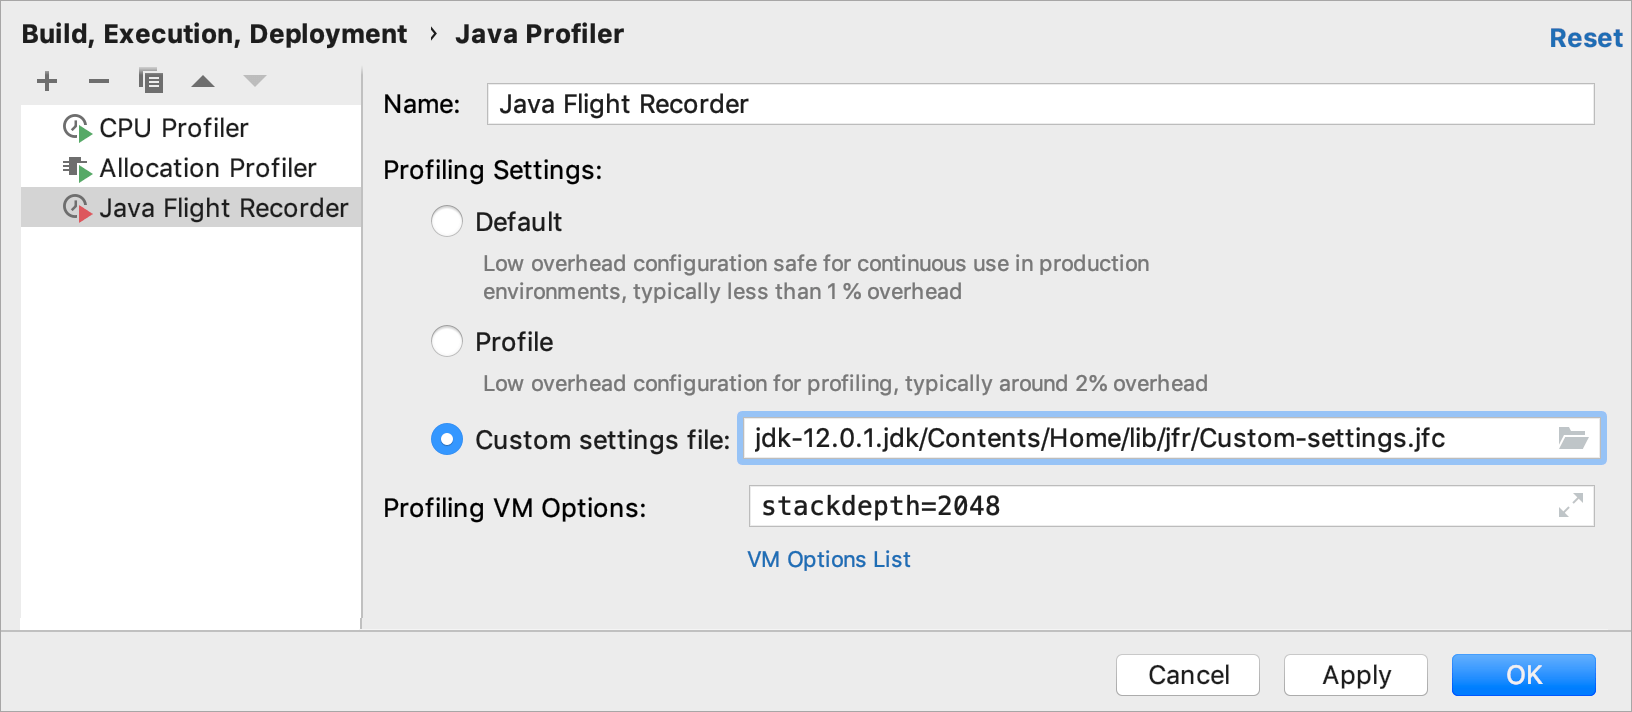 Build, Execution, Deployment › Java Profiler
Reset
CPU Profiler
Allocation Profiler
Java Flight Recorder
Name: Java Flight Recorder
Profiling Settings:
Default
Low overhead configuration safe for continuous use in production
environments, typically less than 1 % overhead
Profile
Low overhead configuration for profiling, typically around 2% overhead
Custom settings file: jdk-12.0.1.jdk/Contents/Home/lib/jfr/Custom-settings.jfc
Profiling VM Options: stackdepth=2048
VM Options List
Cancel Apply OK